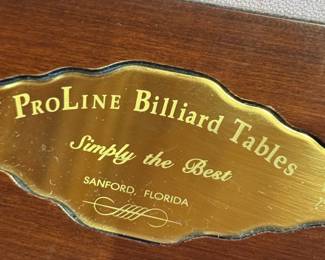 PROLINE BILLIARD TABLES
Simply the Best
SANFORD, FLORIDA